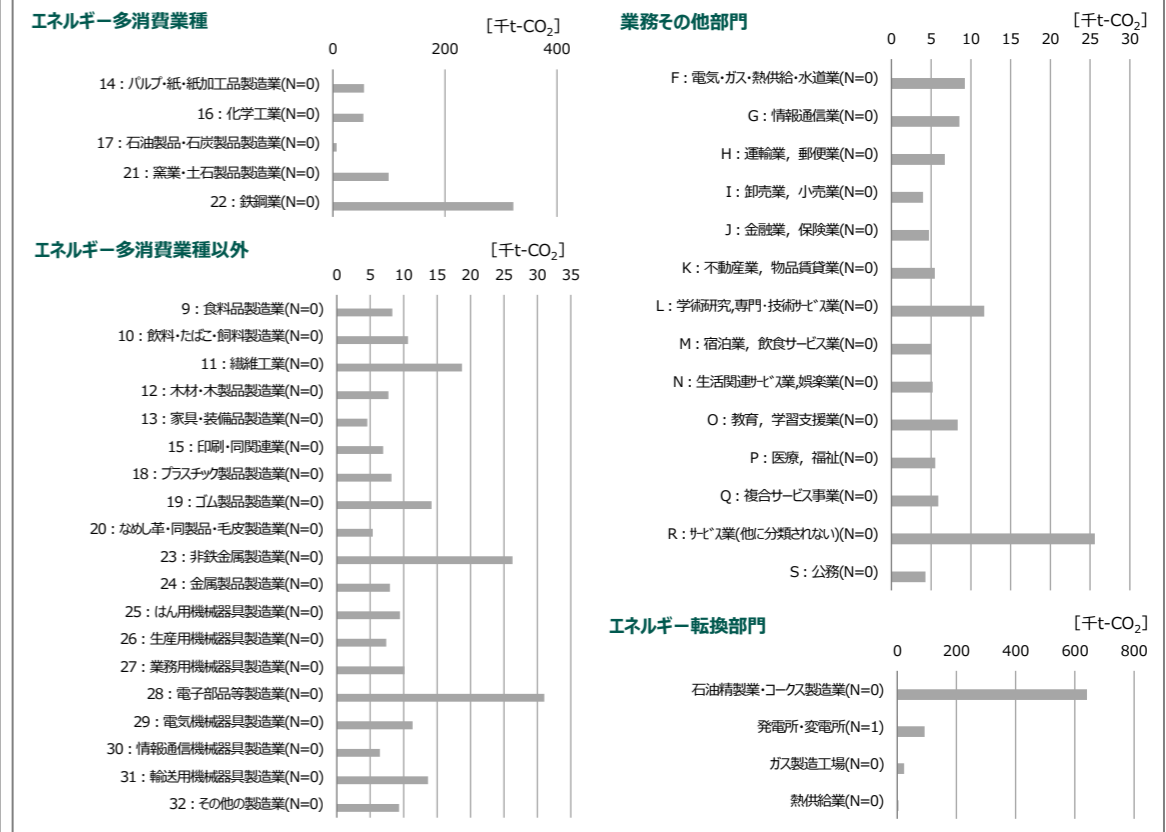 エネルギー多消費業種
[千t-CO₂]
0 200 400
14：パルプ・紙・紙加工品製造業(N=0)
16：化学工業(N=0)
17：石油製品・石炭製品製造業(N=0)
21：窯業・土石製品製造業(N=0)
22：鉄鋼業(N=0)
エネルギー多消費業種以外
[千t-CO₂]
0 5 10 15 20 25 30 35
9：食料品製造業(N=0)
10：飲料・たばこ・飼料製造業(N=0)
11：繊維工業(N=0)
12：木材・木製品製造業(N=0)
13：家具・装備品製造業(N=0)
15：印刷・同関連業(N=0)
18：プラスチック製品製造業(N=0)
19：ゴム製品製造業(N=0)
20：なめし革・同製品・毛皮製造業(N=0)
23：非鉄金属製造業(N=0)
24：金属製品製造業(N=0)
25：はん用機械器具製造業(N=0)
26：生産用機械器具製造業(N=0)
27：業務用機械器具製造業(N=0)
28：電子部品等製造業(N=0)
29：電気機械器具製造業(N=0)
30：情報通信機械器具製造業(N=0)
31：輸送用機械器具製造業(N=0)
32：その他の製造業(N=0)
業務その他部門
[千t-CO₂]
0 5 10 15 20 25 30
F：電気・ガス・熱供給・水道業(N=0)
G：情報通信業(N=0)
H：運輸業，郵便業(N=0)
I：卸売業，小売業(N=0)
J：金融業，保険業(N=0)
K：不動産業，物品賃貸業(N=0)
L：学術研究,専門・技術ｻｰﾋﾞｽ業(N=0)
M：宿泊業，飲食サービス業(N=0)
N：生活関連ｻｰﾋﾞｽ業,娯楽業(N=0)
O：教育，学習支援業(N=0)
P：医療，福祉(N=0)
Q：複合サービス事業(N=0)
R：ｻｰﾋﾞｽ業(他に分類されない)(N=0)
S：公務(N=0)
エネルギー転換部門
[千t-CO₂]
0 200 400 600 800
石油精製業・コークス製造業(N=0)
発電所・変電所(N=1)
ガス製造工場(N=0)
熱供給業(N=0)